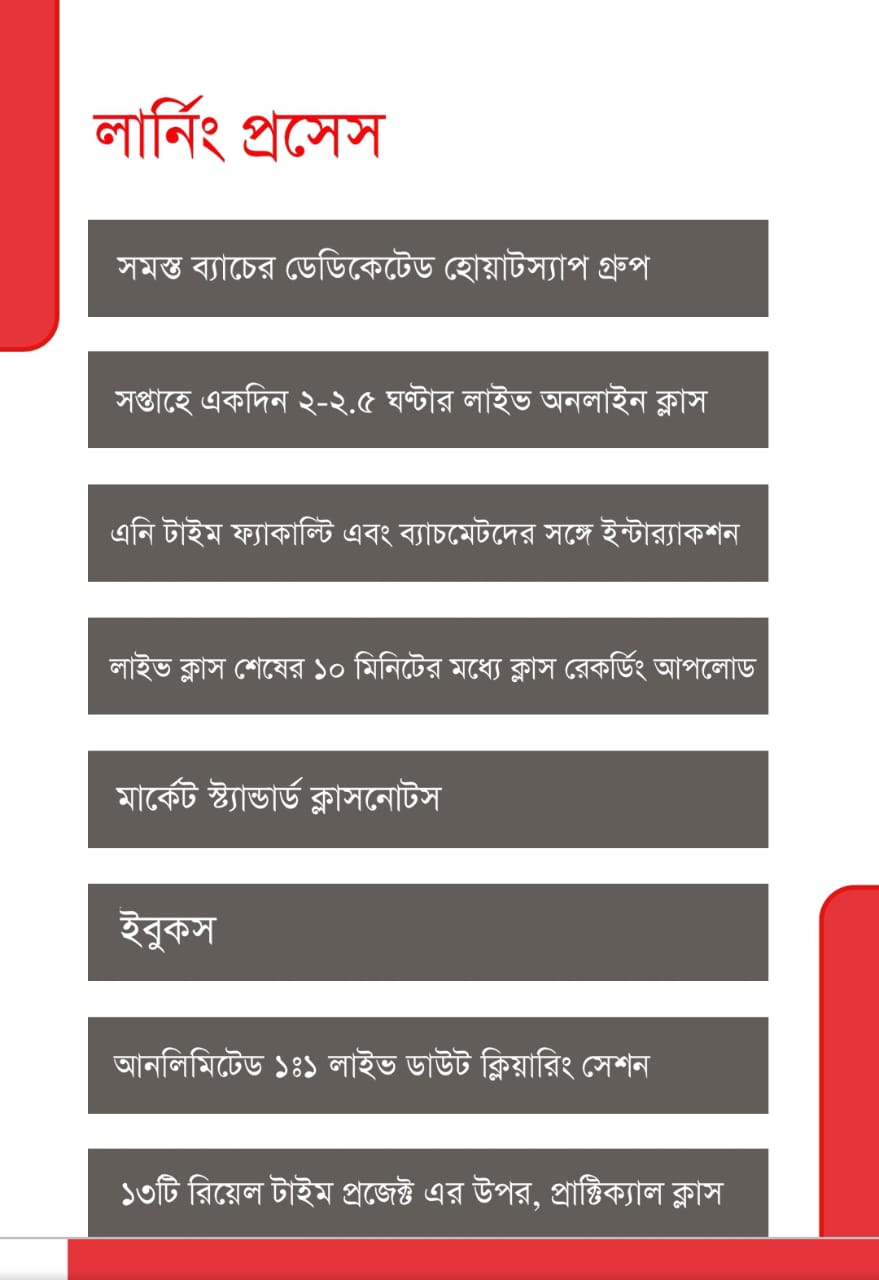 লার্নিং প্রসেস
সমস্ত ব্যাচের ডেডিকেটেড হোয়াটস্যাপ গ্রুপ
সপ্তাহে একদিন ২-২.৫ ঘণ্টার লাইভ অনলাইন ক্লাস
এনি টাইম ফ্যাকাল্টি এবং ব্যাচমেটদের সঙ্গে ইন্টার‍্যাকশন
লাইভ ক্লাস শেষের ১০ মিনিটের মধ্যে ক্লাস রেকর্ডিং আপলোড
মার্কেট স্ট্যান্ডার্ড ক্লাসনোটস
ইবুকস
আনলিমিটেড ১ঃ১ লাইভ ডাউট ক্লিয়ারিং সেশন
১৩টি রিয়েল টাইম প্রজেক্ট এর উপর, প্রাক্টিক্যাল ক্লাস